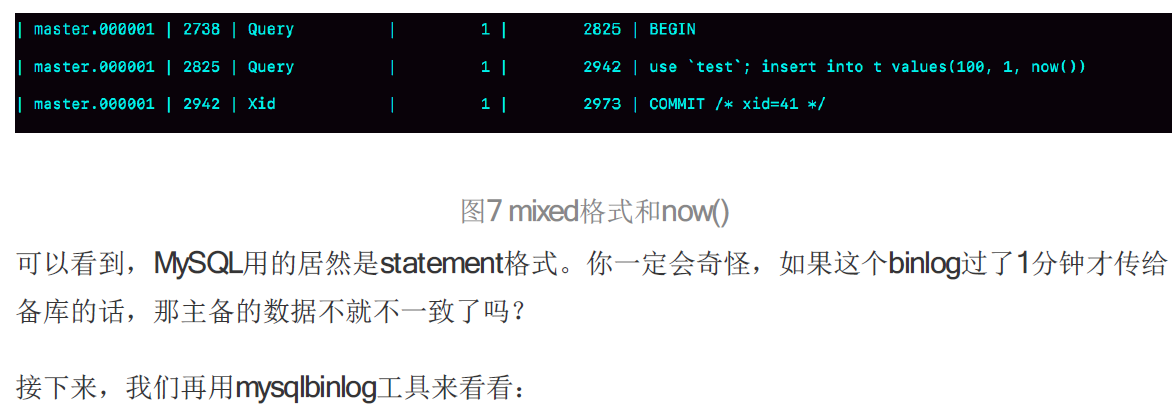 | master.000001 | 2738 | Query | 1 | 2825 | BEGIN
| master.000001 | 2825 | Query | 1 | 2942 | use `test`; insert into t values(100, 1, now())
| master.000001 | 2942 | Xid | 1 | 2973 | COMMIT /* xid=41 */
图7 mixed格式和now()
可以看到，MySQL用的居然是statement格式。你一定会奇怪，如果这个binlog过了1分钟才传给
备库的话，那主备的数据不就不一致了吗？
接下来，我们再用mysqlbinlog工具来看看：